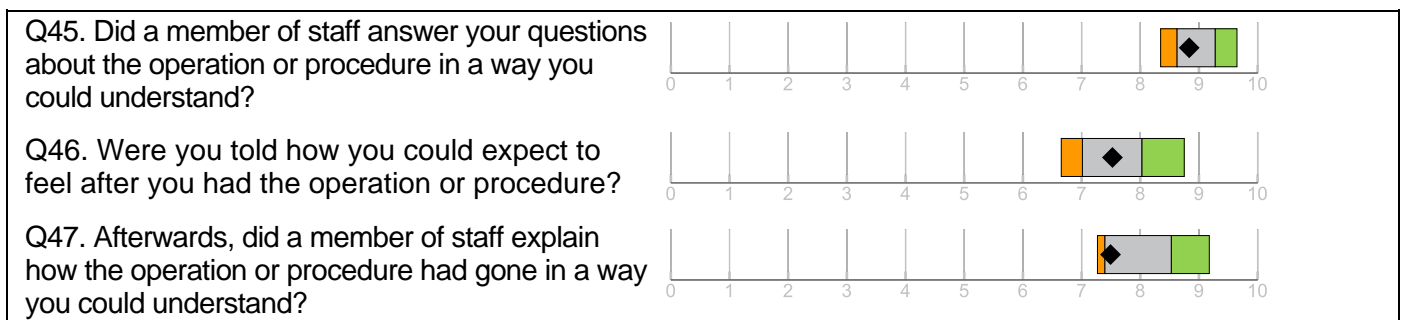 Q45. Did a member of staff answer your questions
about the operation or procedure in a way you
could understand?
0 1 2 3 4 5 6 7 8 9 10
Q46. Were you told how you could expect to
feel after you had the operation or procedure?
0 1 2 3 4 5 6 7 8 9 10
Q47. Afterwards, did a member of staff explain
how the operation or procedure had gone in a way
you could understand?
0 1 2 3 4 5 6 7 8 9 10